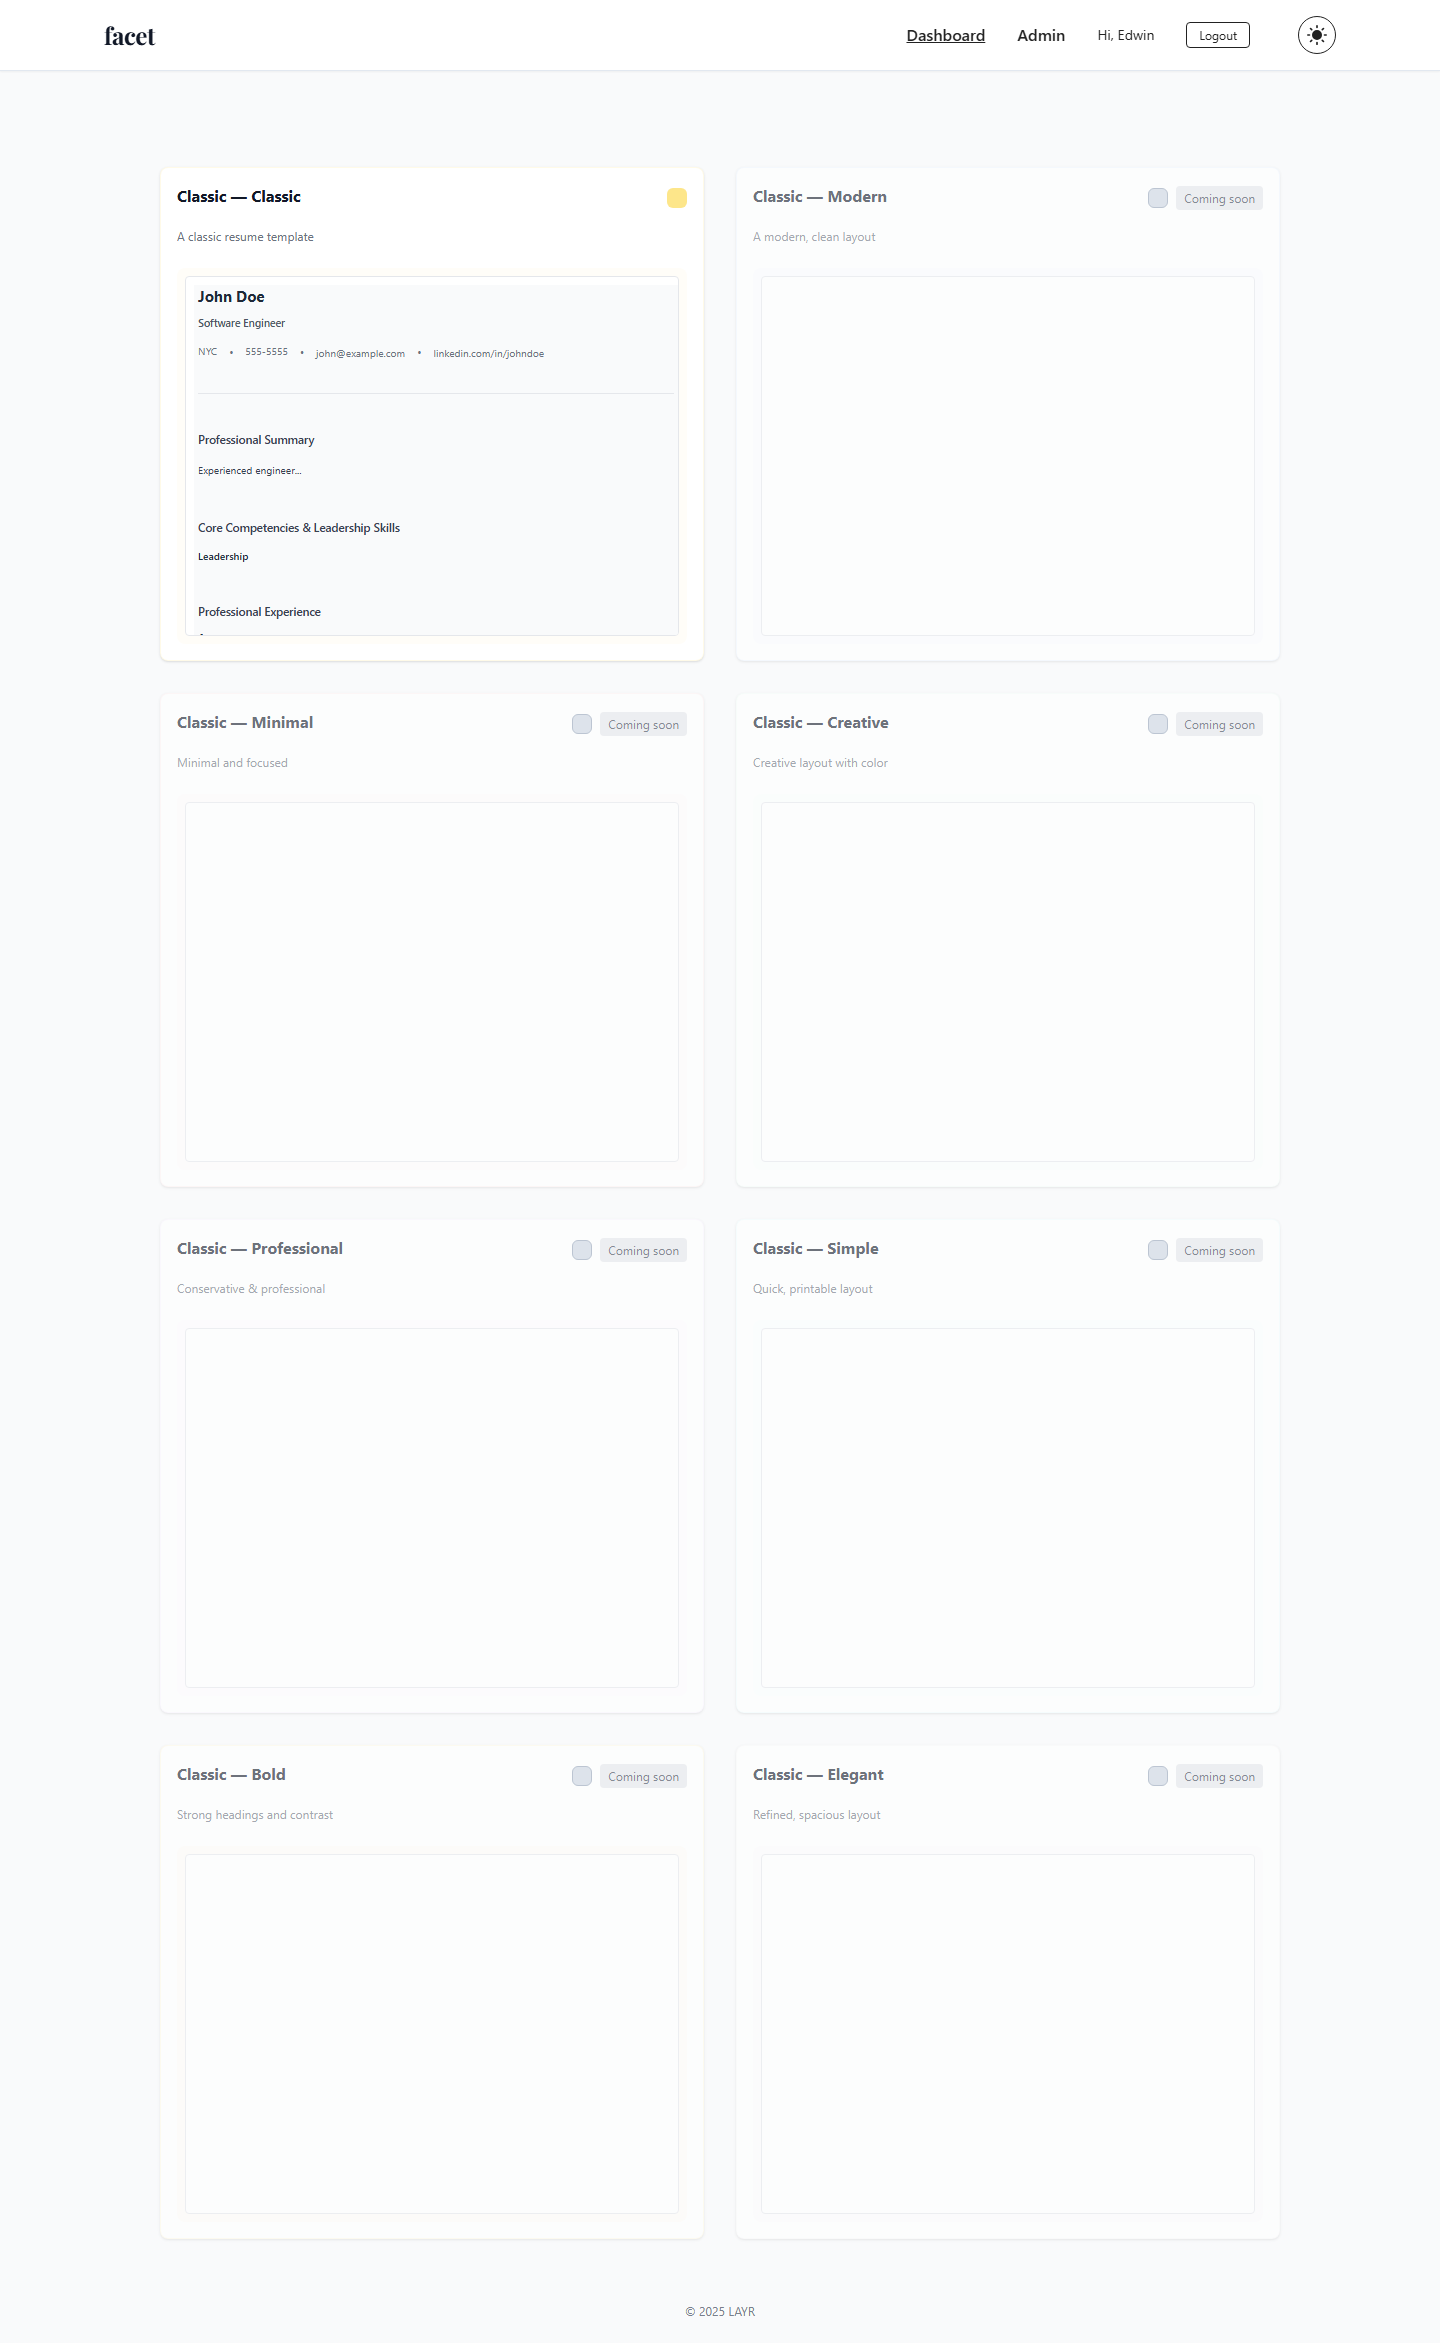 facet
Dashboard Admin Hi, Edwin Logout
Classic — Classic
A classic resume template
John Doe
Software Engineer
NYC • 555-5555 • john@example.com • linkedin.com/in/johndoe
Professional Summary
Experienced engineer...
Core Competencies & Leadership Skills
Leadership
Professional Experience
Classic — Modern Coming soon
A modern, clean layout
Classic — Minimal Coming soon
Minimal and focused
Classic — Creative Coming soon
Creative layout with color
Classic — Professional Coming soon
Conservative & professional
Classic — Simple Coming soon
Quick, printable layout
Classic — Bold Coming soon
Strong headings and contrast
Classic — Elegant Coming soon
Refined, spacious layout
© 2025 LAYR